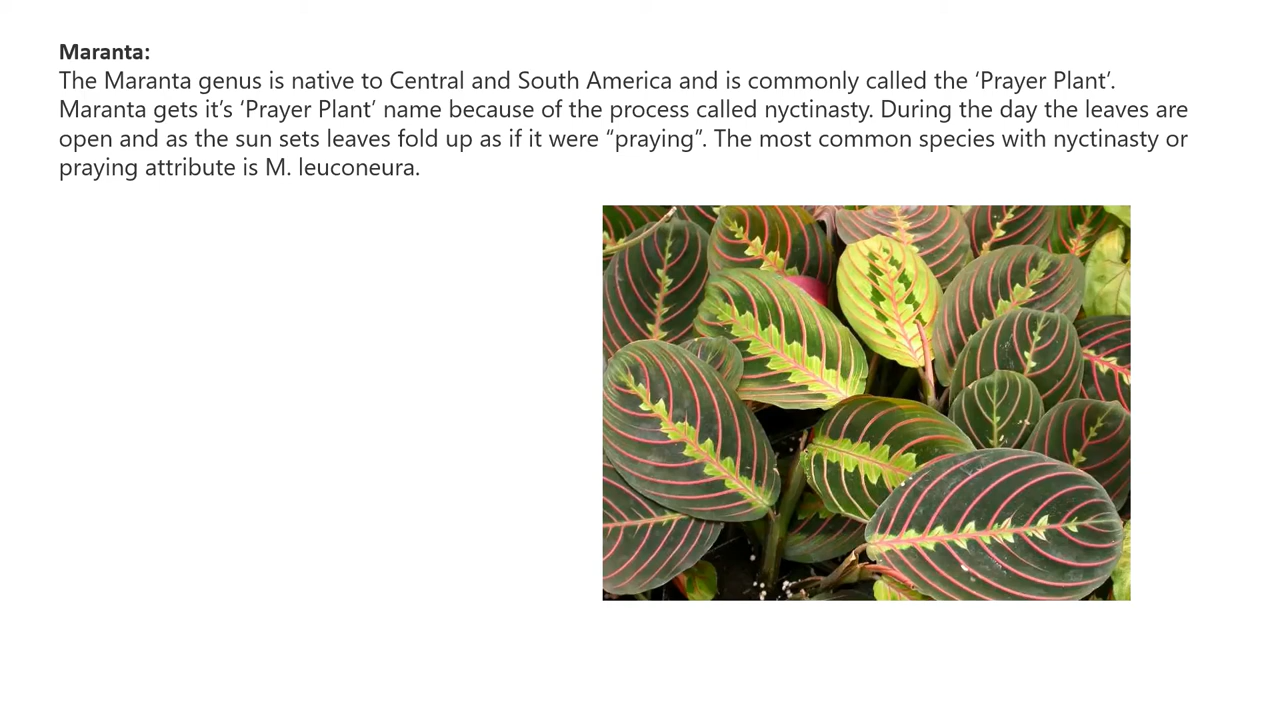 Maranta:
The Maranta genus is native to Central and South America and is commonly called the ‘Prayer Plant’.
Maranta gets it’s ‘Prayer Plant’ name because of the process called nyctinasty. During the day the leaves are
open and as the sun sets leaves fold up as if it were “praying”. The most common species with nyctinasty or
praying attribute is M. leuconeura.